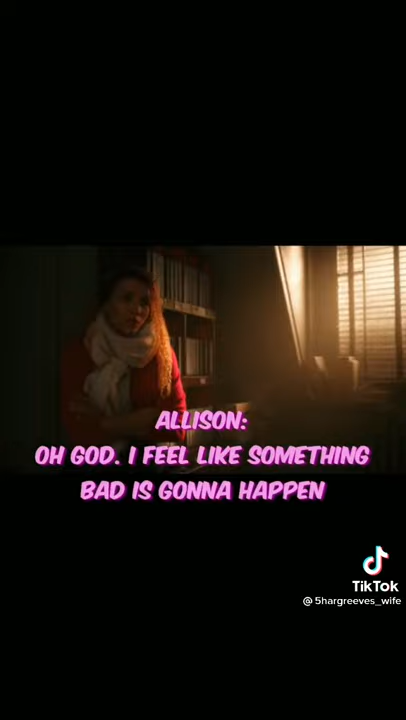 ALLISON:
OH GOD. I FEEL LIKE SOMETHING
BAD IS GONNA HAPPEN
TikTok
@5hargreeves_wife